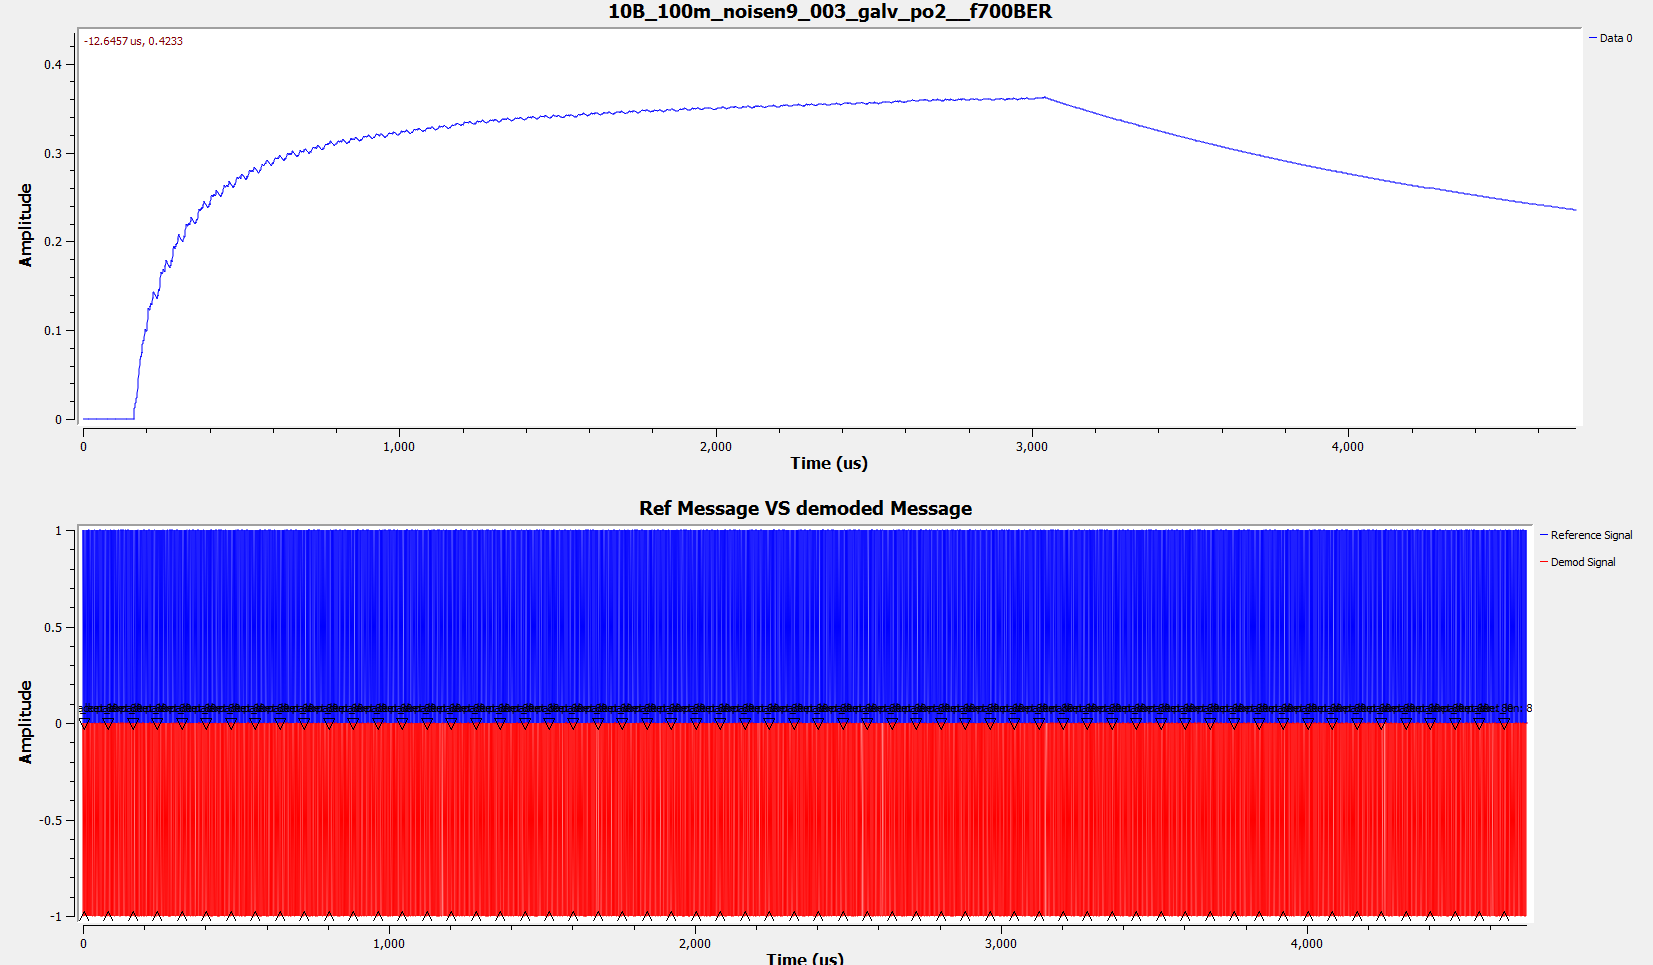 10B_100m_noisen9_003_galv_po2__f700BER
-12.6457 us, 0.4233
Data 0
0.4
0.3
0.2
0.1
0
Amplitude
0 1,000 2,000 3,000 4,000
Time (us)
Ref Message VS demoded Message
Reference Signal
Demod Signal
1
0.5
0
-0.5
-1
Amplitude
0 1,000 2,000 3,000 4,000
Time (us)